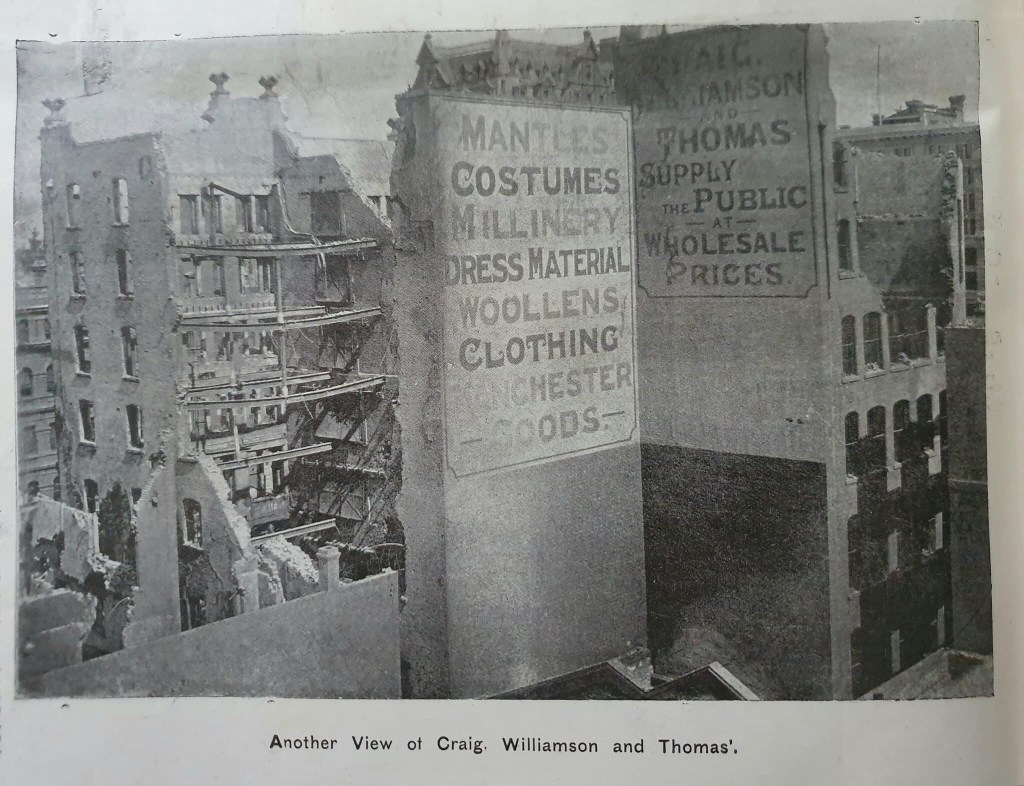 MANTLES
COSTUMES
MILLINERY
DRESS MATERIAL
WOOLLENS,
CLOTHING
MANCHESTER
- GOODS. -
CRAIG,
WILLIAMSON
AND
THOMAS
SUPPLY
THE PUBLIC
- AT -
WHOLESALE
PRICES.
Another View of Craig. Williamson and Thomas'.